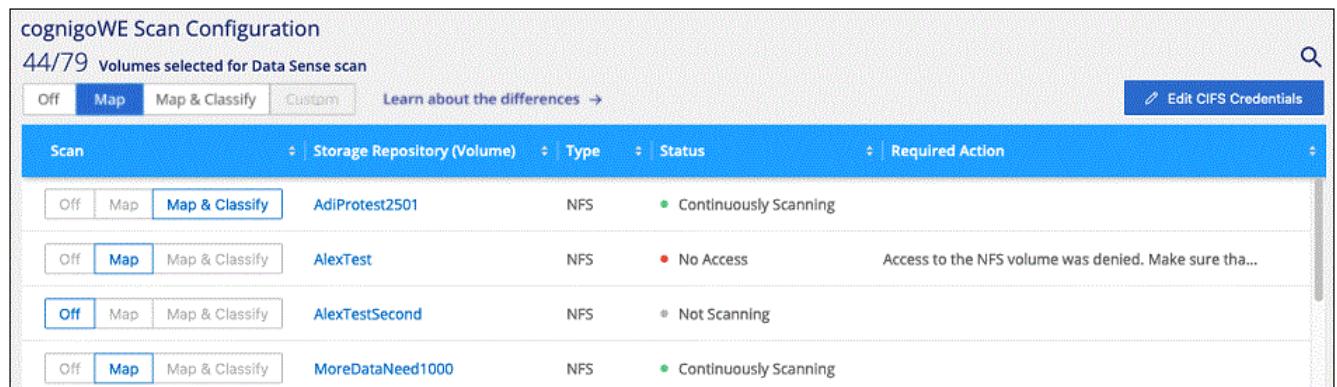 cognigoWE Scan Configuration
44/79 Volumes selected for Data Sense scan
Off Map Map & Classify Custom Learn about the differences → Edit CIFS Credentials
Scan Storage Repository (Volume) Type Status Required Action
Off Map Map & Classify AdiProtest2501 NFS Continuously Scanning
Off Map Map & Classify AlexTest NFS No Access Access to the NFS volume was denied. Make sure tha...
Off Map Map & Classify AlexTestSecond NFS Not Scanning
Off Map Map & Classify MoreDataNeed1000 NFS Continuously Scanning